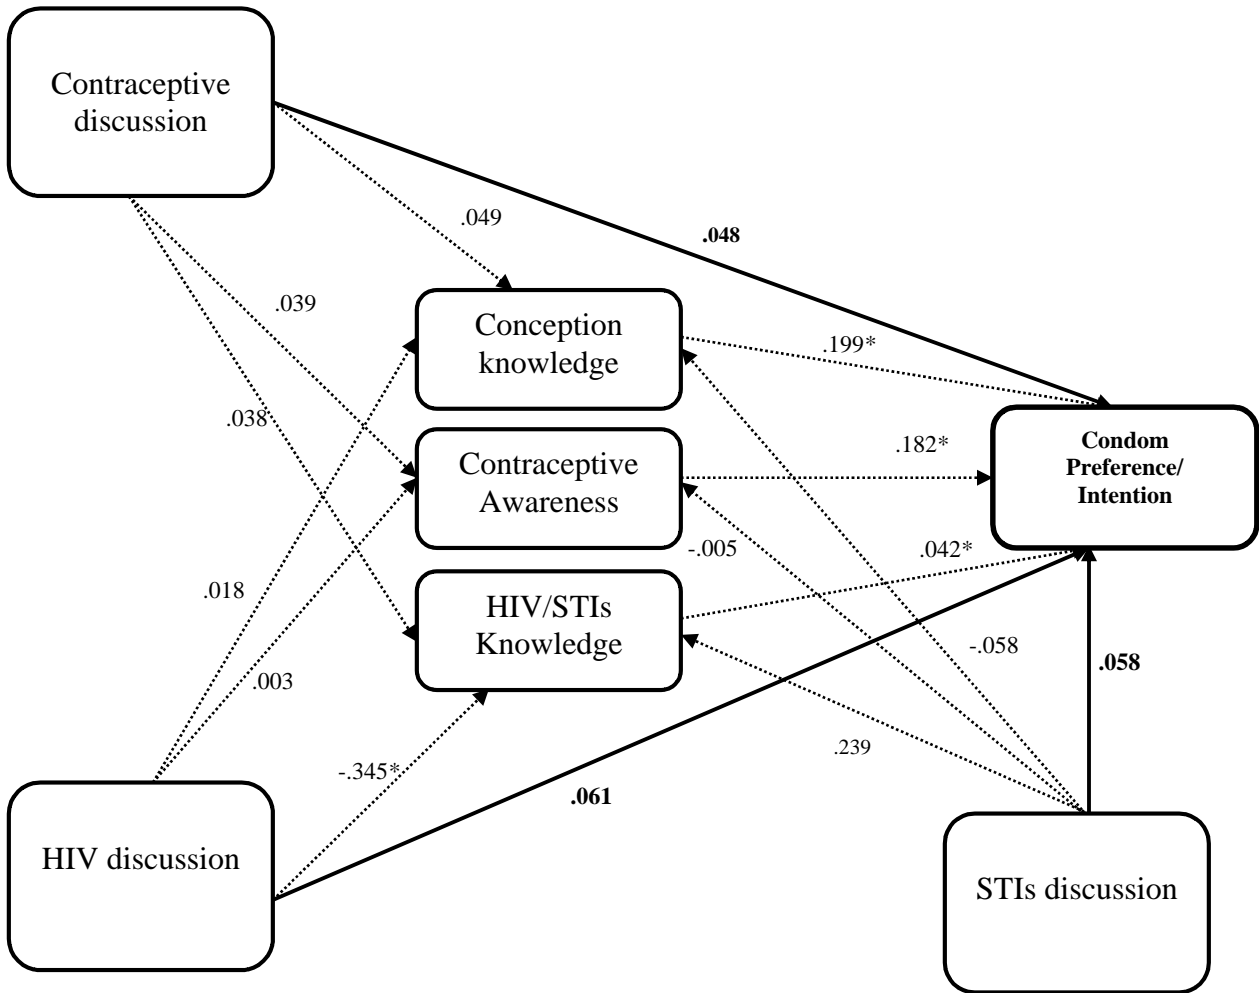 Contraceptive
discussion
.049
.048
.039
Conception
knowledge
.199*
.038
Condom
Preference/
Intention
Contraceptive
Awareness
.182*
-.005
.042*
.018
HIV/STIs
Knowledge
-.058
.058
.003
.239
-.345*
.061
HIV discussion
STIs discussion